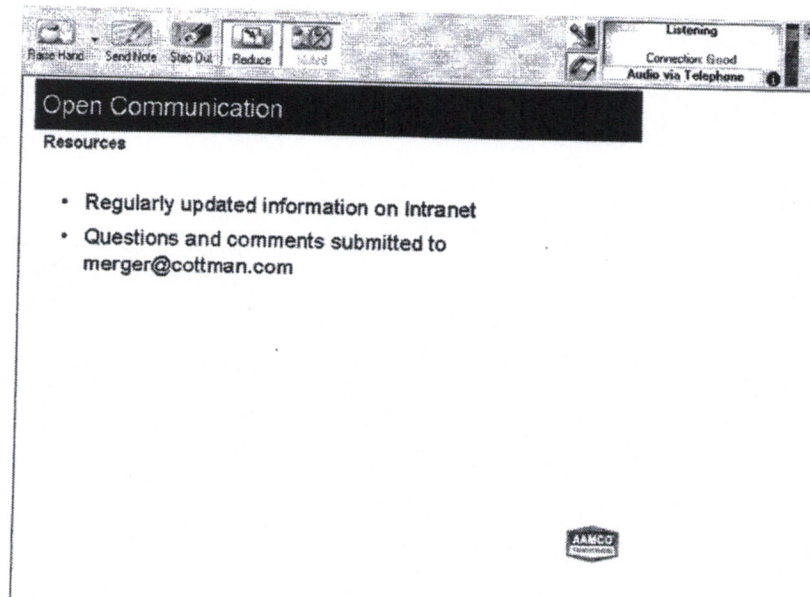 Raise Hand
Send Note
Step Out
Reduce
Muted
Listening
Connection: Good
Audio via Telephone
Open Communication
Resources
• Regularly updated information on Intranet
• Questions and comments submitted to
merger@cottman.com
AAMCO